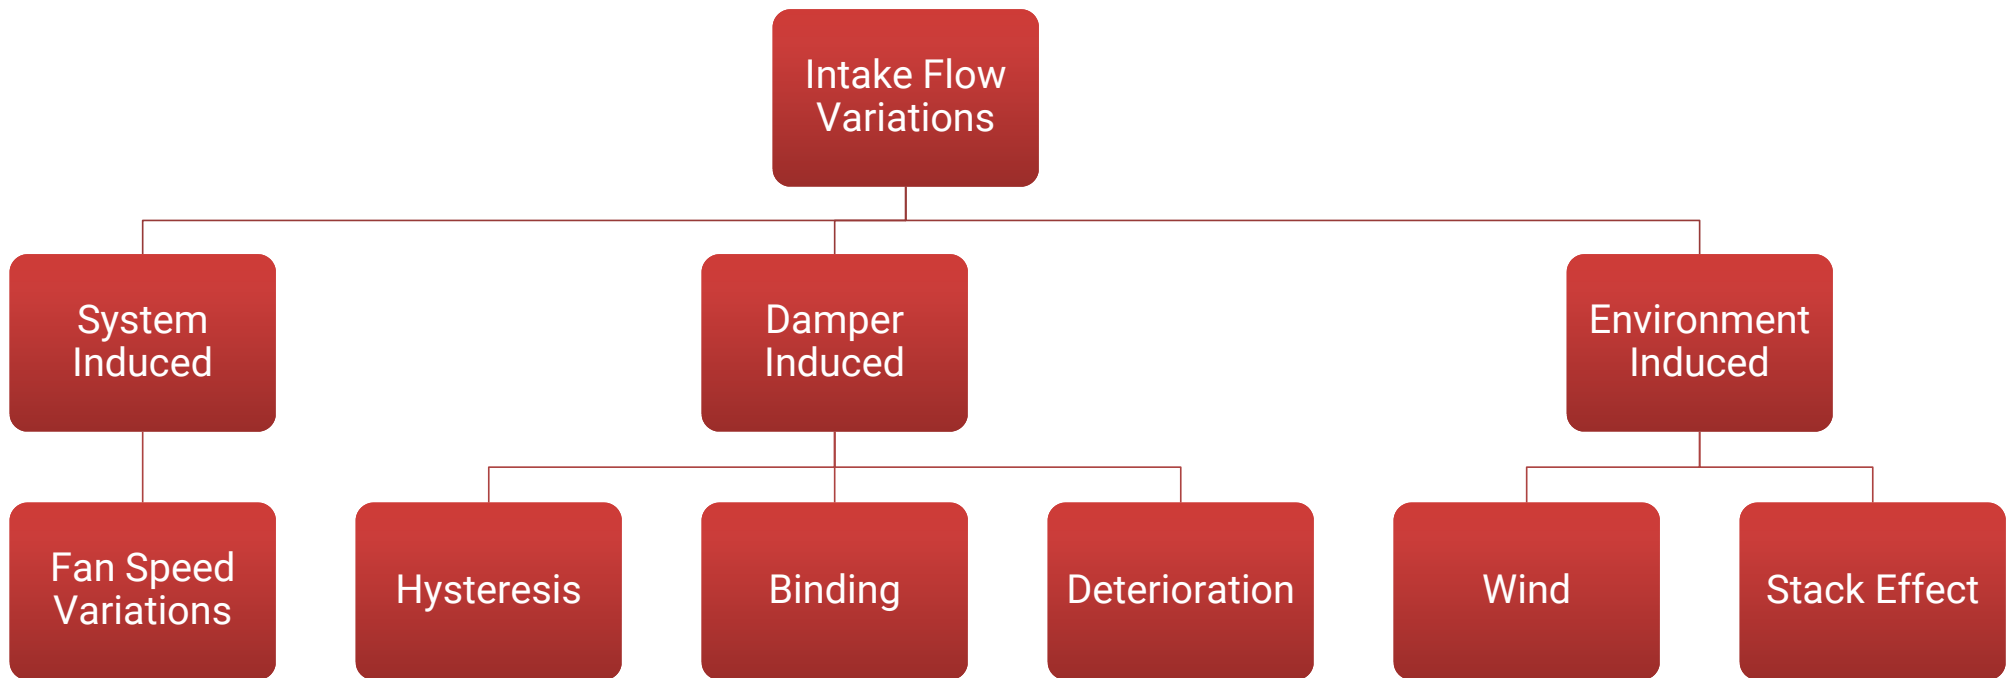 Intake Flow
Variations
System
Induced
Damper
Induced
Environment
Induced
Fan Speed
Variations
Hysteresis
Binding
Deterioration
Wind
Stack Effect